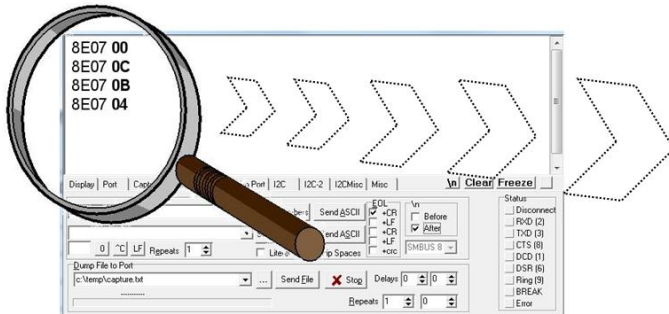 8E07 00
8E07 0C
8E07 0B
8E07 04
Display Port Port I2C I2C-2 I2CMisc Misc \n Clear Freeze
EOL \n Status
Send ASCII +CR Before Disconnect
+LF After RXD (2)
Send ASCII +CR TXD (3)
+LF SMBUS 8 CTS (8)
0 ^C LF Repeats 1 Spaces +crc DCD (1)
Dump File to Port DSR (6)
c:\temp\capture.txt ... Send File Stop Delays 0 0 Ring (9)
BREAK
Repeats 1 0 Error